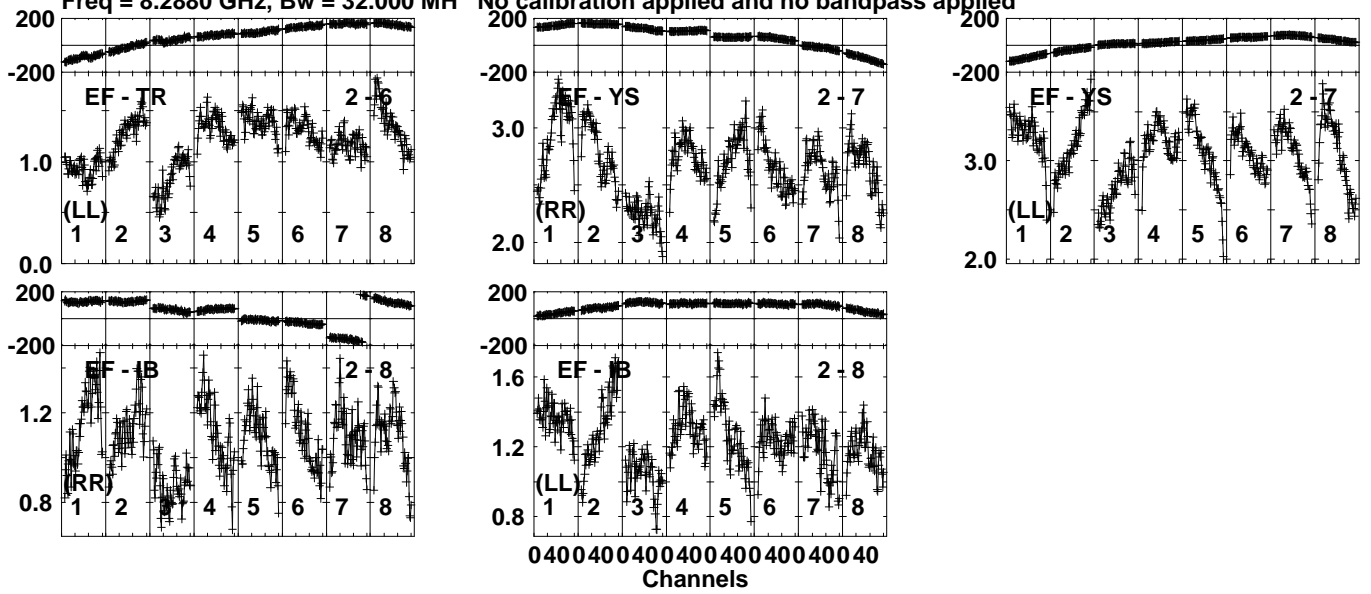 Freq = 8.2880 GHz, Bw = 32.000 MH No calibration applied and no bandpass applied
200
-200
EF - TR 2 - 6
1.0
(LL)
1 2 3 4 5 6 7 8
0.0
200
-200
EF - YS 2 - 7
3.0
(RR)
1 2 3 4 5 6 7 8
2.0
200
-200
EF - YS 2 - 7
3.0
(LL)
1 2 3 4 5 6 7 8
2.0
200
-200
EF - IB 2 - 8
1.2
(RR)
1 2 3 4 5 6 7 8
0.8
200
-200
EF - IB 2 - 8
1.6
1.2
(LL)
1 2 3 4 5 6 7 8
0.8
0 40 0 40 0 40 0 40 0 40 0 40 0 40 0 40
Channels